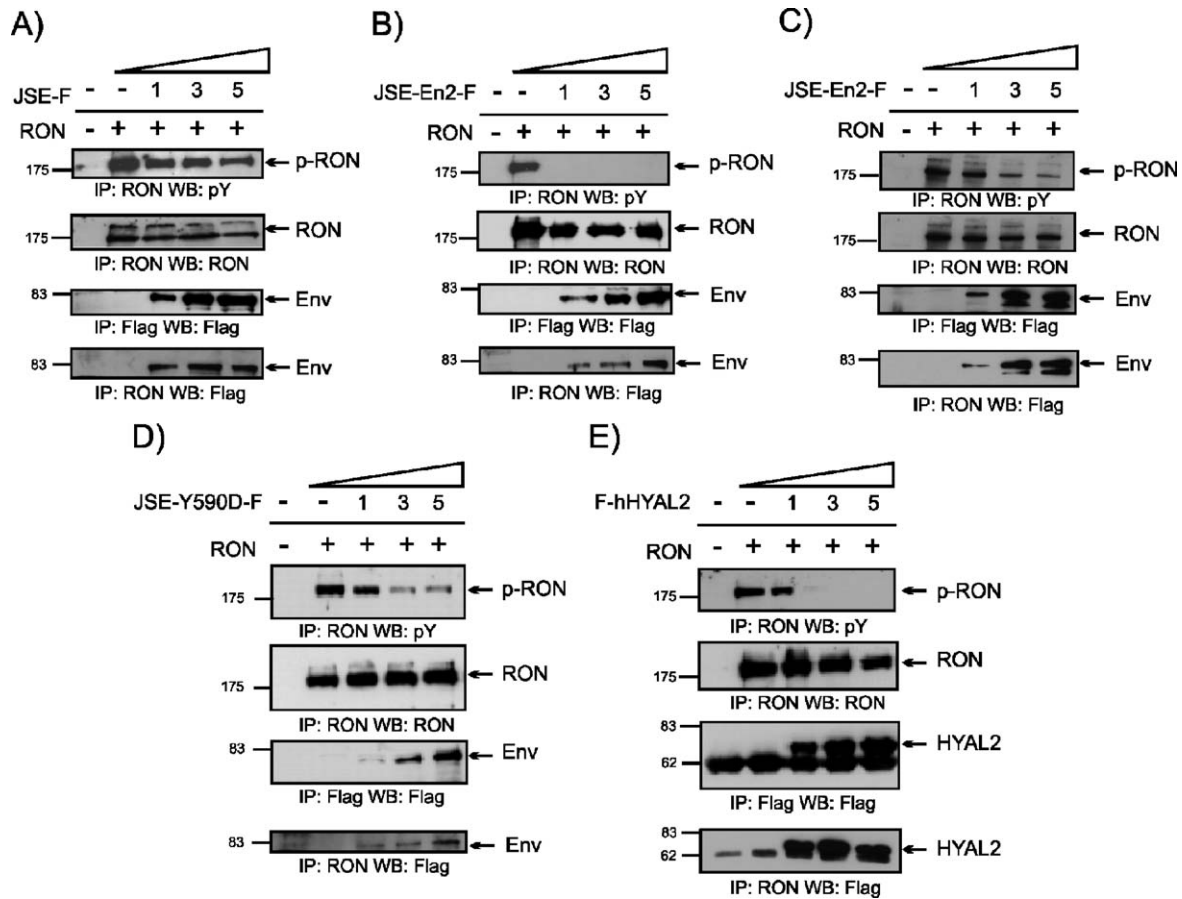 A)
JSE-F - - 1 3 5
RON - + + + +
175
p-RON
IP: RON WB: pY
175
RON
IP: RON WB: RON
83
Env
IP: Flag WB: Flag
83
Env
IP: RON WB: Flag
B)
JSE-En2-F - - 1 3 5
RON - + + + +
175
p-RON
IP: RON WB: pY
175
RON
IP: RON WB: RON
83
Env
IP: Flag WB: Flag
83
Env
IP: RON WB: Flag
C)
JSE-En2-F - - 1 3 5
RON - + + + +
175
p-RON
IP: RON WB: pY
175
RON
IP: RON WB: RON
83
Env
IP: Flag WB: Flag
83
Env
IP: RON WB: Flag
D)
JSE-Y590D-F - - 1 3 5
RON - + + + +
175
p-RON
IP: RON WB: pY
175
RON
IP: RON WB: RON
83
Env
IP: Flag WB: Flag
83
Env
IP: RON WB: Flag
E)
F-hHYAL2 - - 1 3 5
RON - + + + +
175
p-RON
IP: RON WB: pY
175
RON
IP: RON WB: RON
83
HYAL2
62
IP: Flag WB: Flag
83
HYAL2
62
IP: RON WB: Flag